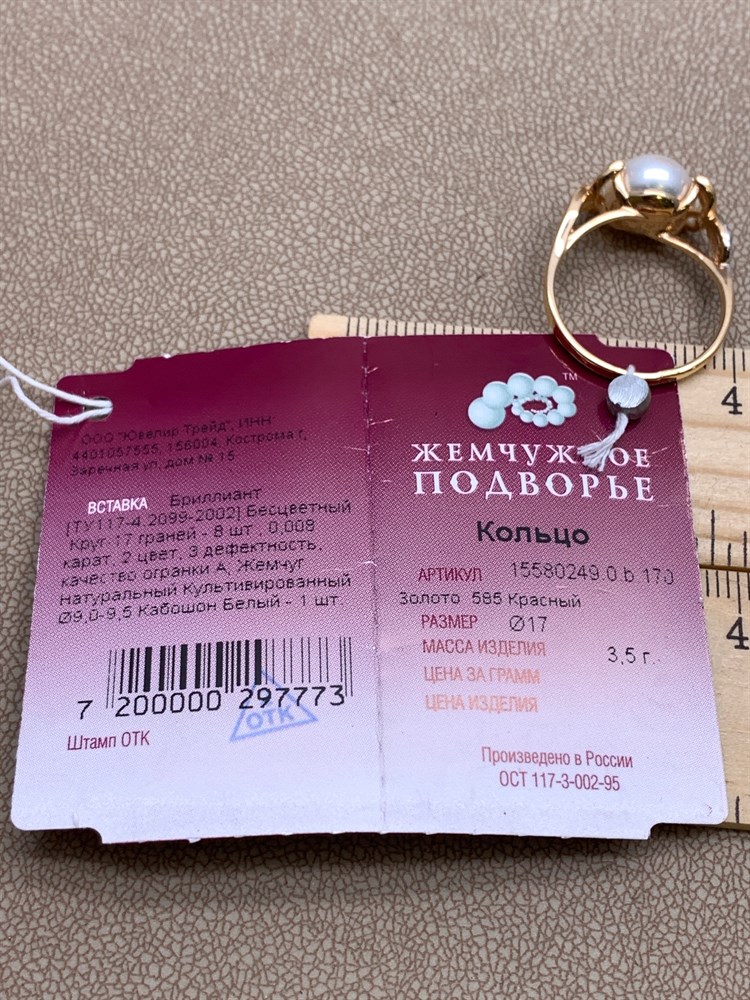 ООО "Ювелир Трейд", ИНН
4401057555, 156004, Кострома г,
Заречная ул, дом № 15
ВСТАВКА Бриллиант
[ТУ117-4.2099-2002] Бесцветный
Круг-17 граней - 8 шт., 0,008
карат, 2 цвет, 3 дефектность,
качество огранки А, Жемчуг
Натуральный Культивированный
Ø9,0-9,5 Кабошон Белый - 1 шт.
7 200000 297773
ОТК
Штамп ОТК
TM
ПОДВОРЬЕ
Кольцо
АРТИКУЛ 15580249.0 b 170
Золото 585 Красный
РАЗМЕР Ø17
МАССА ИЗДЕЛИЯ 3,5 г.
ЦЕНА ЗА ГРАММ
ЦЕНА ИЗДЕЛИЯ
Произведено в России
ОСТ 117-3-002-95
4
4